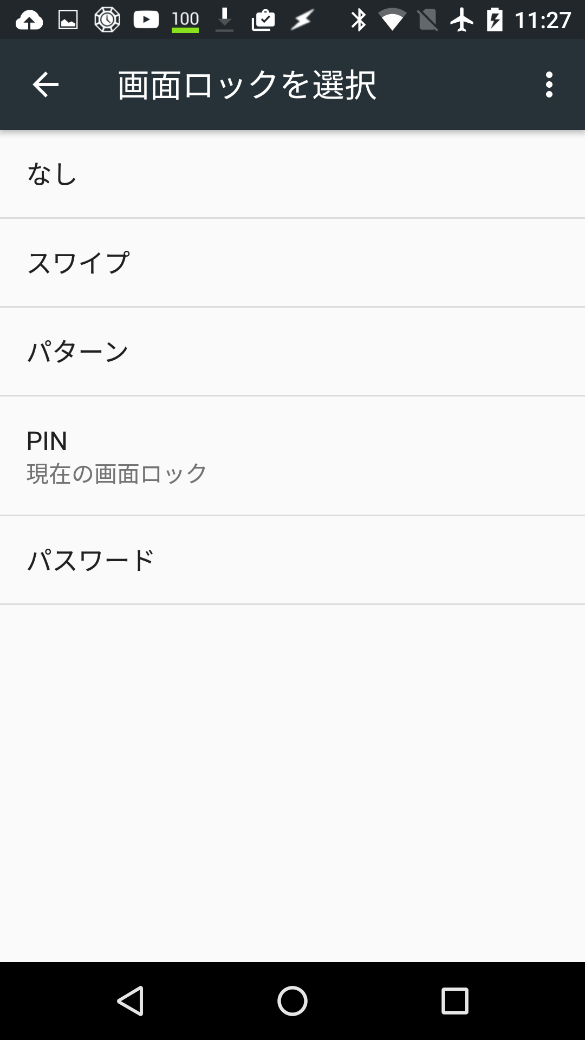 100 11:27
画面ロックを選択
なし
スワイプ
パターン
PIN
現在の画面ロック
パスワード